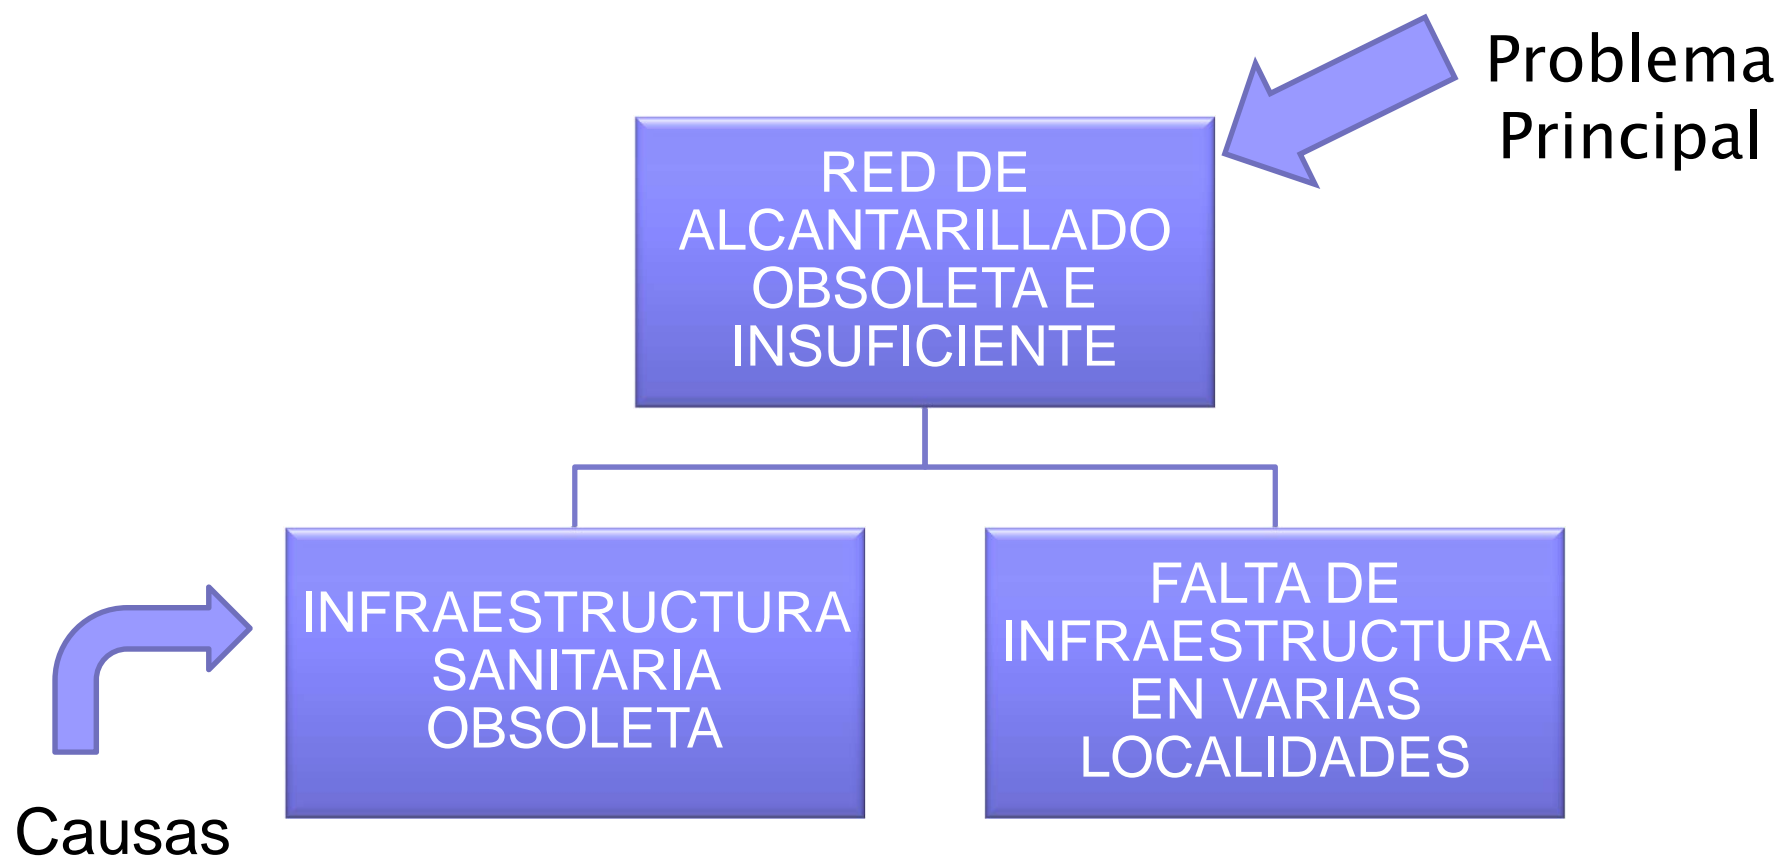 Problema
Principal
RED DE
ALCANTARILLADO
OBSOLETA E
INSUFICIENTE
INFRAESTRUCTURA
SANITARIA
OBSOLETA
FALTA DE
INFRAESTRUCTURA
EN VARIAS
LOCALIDADES
Causas